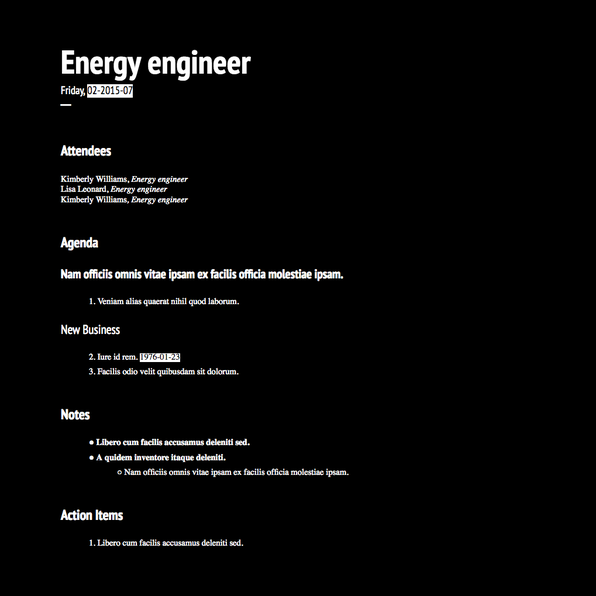 Energy engineer
Friday, 02-2015-07
Attendees
Kimberly Williams, Energy engineer
Lisa Leonard, Energy engineer
Kimberly Williams, Energy engineer
Agenda
Nam officiis omnis vitae ipsam ex facilis officia molestiae ipsam.
1. Veniam alias quaerat nihil quod laborum.
New Business
2. Iure id rem. 1976-01-23
3. Facilis odio velit quibusdam sit dolorum.
Notes
● Libero cum facilis accusamus deleniti sed.
● A quidem inventore itaque deleniti.
○ Nam officiis omnis vitae ipsam ex facilis officia molestiae ipsam.
Action Items
1. Libero cum facilis accusamus deleniti sed.